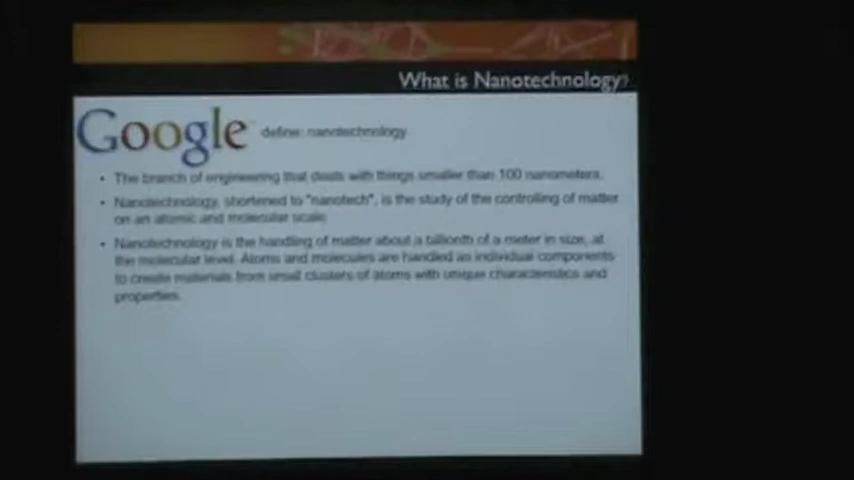 What is Nanotechnology?
Google define: nanotechnology
• The branch of engineering that deals with things smaller than 100 nanometers.
• Nanotechnology, shortened to "nanotech", is the study of the controlling of matter
on an atomic and molecular scale
• Nanotechnology is the handling of matter about a billionth of a meter in size, at
the molecular level. Atoms and molecules are handled as individual components
to create materials from small clusters of atoms with unique characteristics and
properties.